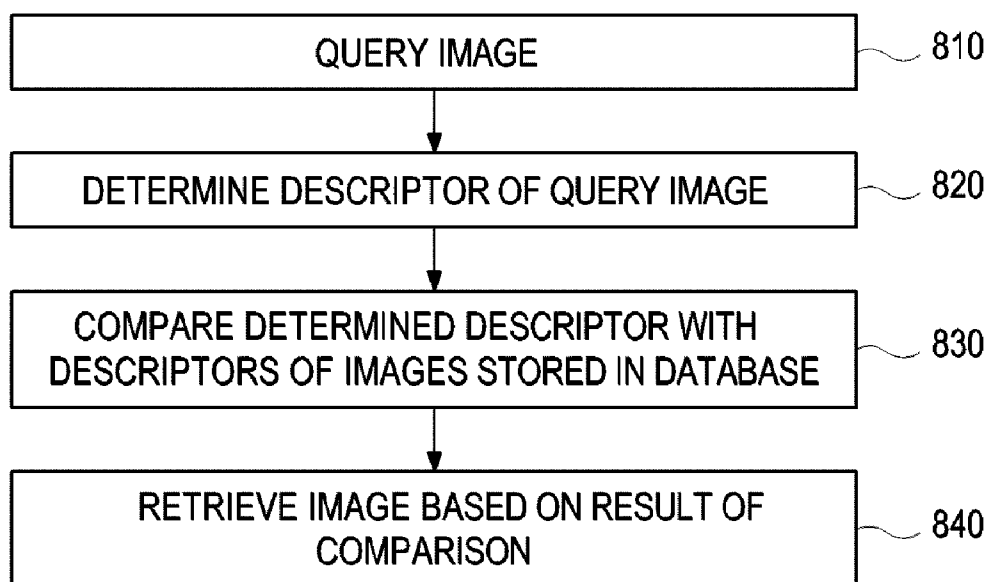 QUERY IMAGE
810
DETERMINE DESCRIPTOR OF QUERY IMAGE
820
COMPARE DETERMINED DESCRIPTOR WITH
DESCRIPTORS OF IMAGES STORED IN DATABASE
830
RETRIEVE IMAGE BASED ON RESULT OF
COMPARISON
840